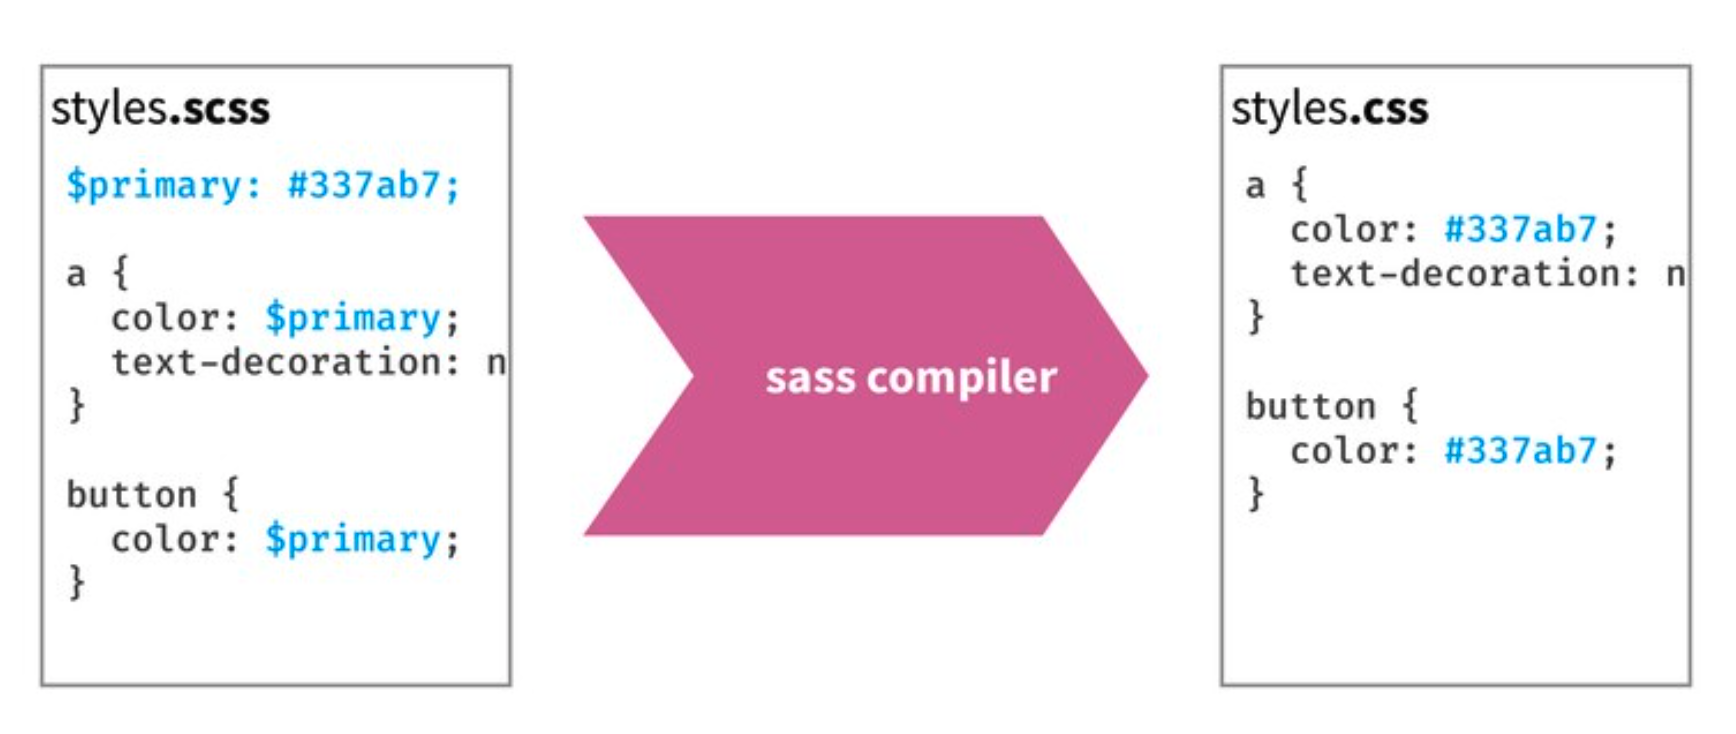 styles.scss
$primary: #337ab7;
a {
color: $primary;
text-decoration: n
}
button {
color: $primary;
}
sass compiler
styles.css
a {
color: #337ab7;
text-decoration: n
}
button {
color: #337ab7;
}